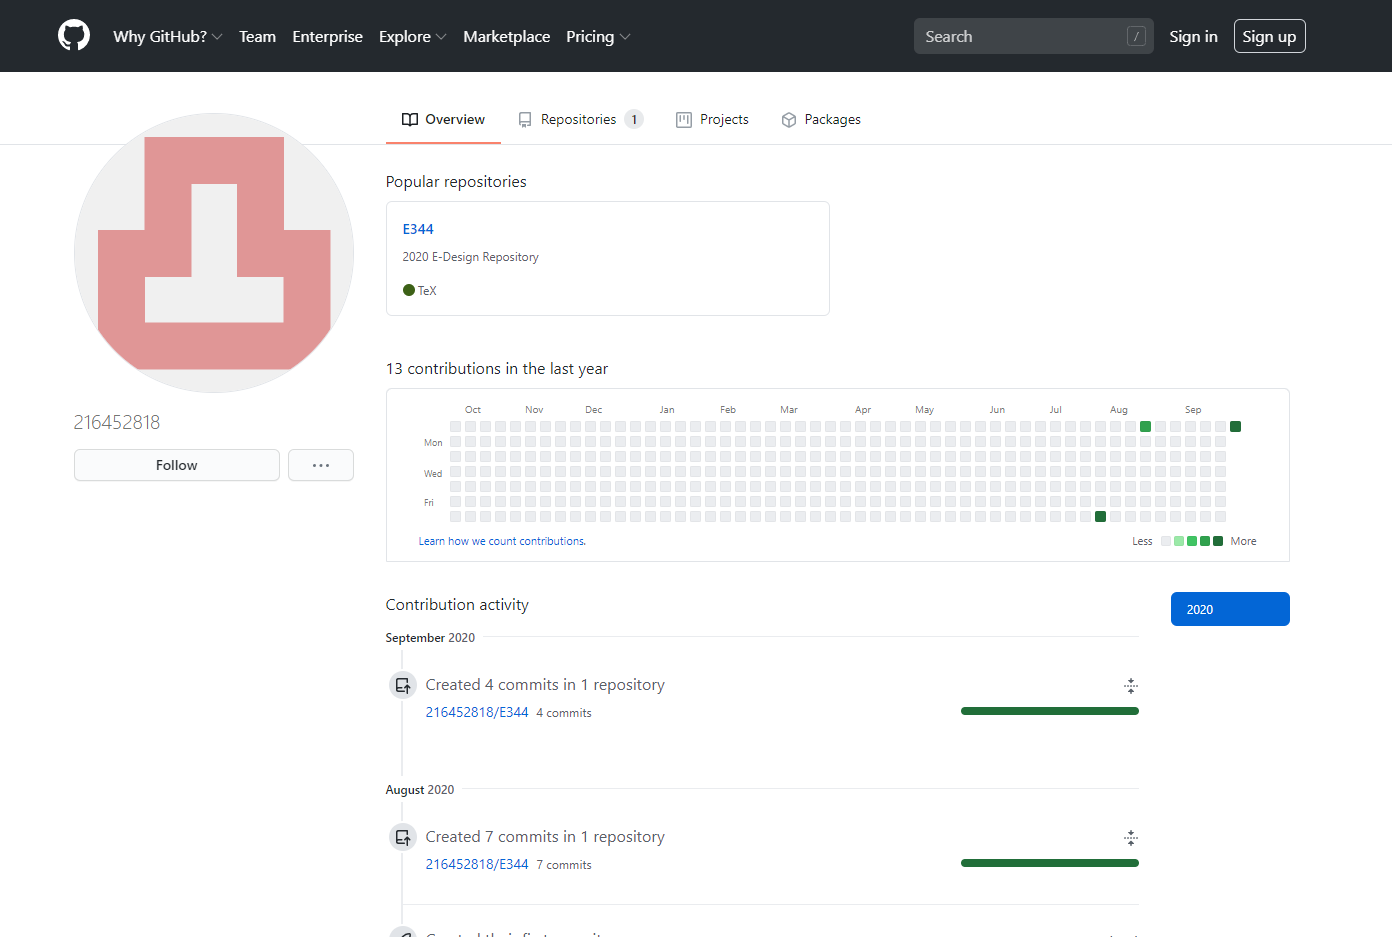 Why GitHub? Team Enterprise Explore Marketplace Pricing Search / Sign in Sign up
Overview Repositories 1 Projects Packages
Popular repositories
E344
2020 E-Design Repository
TeX
216452818
Follow ...
13 contributions in the last year
Oct Nov Dec Jan Feb Mar Apr May Jun Jul Aug Sep
Mon
Wed
Fri
Learn how we count contributions. Less More
Contribution activity 2020
September 2020
Created 4 commits in 1 repository
216452818/E344 4 commits
August 2020
Created 7 commits in 1 repository
216452818/E344 7 commits